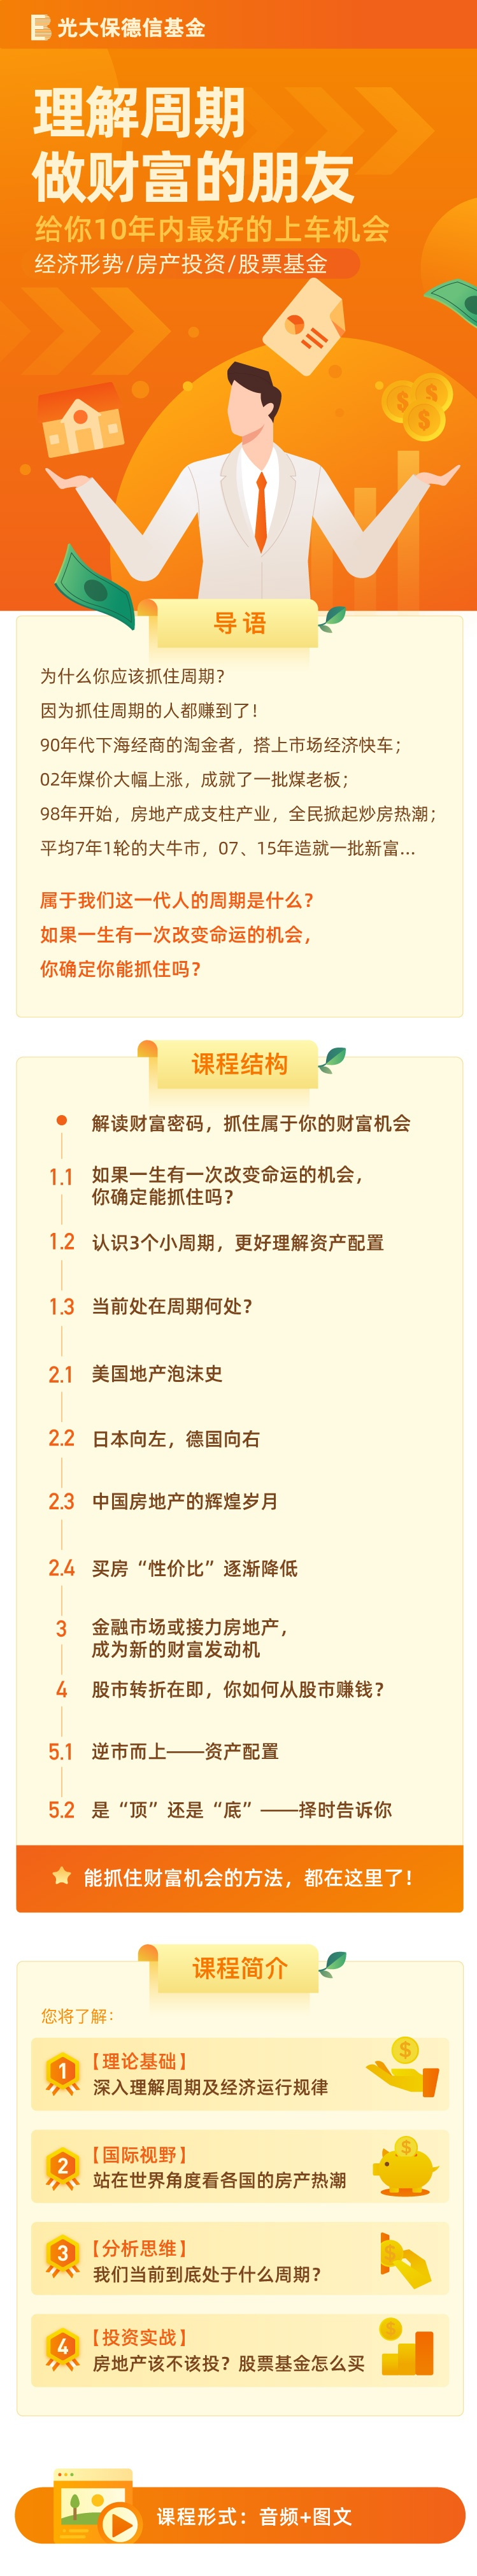 光大保德信基金
理解周期
做财富的朋友
给你10年内最好的上车机会
经济形势/房产投资/股票基金
导语
为什么你应该抓住周期？
因为抓住周期的人都赚到了！
90年代下海经商的淘金者，搭上市场经济快车；
02年煤价大幅上涨，成就了一批煤老板；
98年开始，房地产成支柱产业，全民掀起炒房热潮；
平均7年1轮的大牛市，07、15年造就一批新富...
属于我们这一代人的周期是什么？
如果一生有一次改变命运的机会，
你确定你能抓住吗？
课程结构
解读财富密码，抓住属于你的财富机会
1.1 如果一生有一次改变命运的机会，
你确定能抓住吗？
1.2 认识3个小周期，更好理解资产配置
1.3 当前处在周期何处？
2.1 美国地产泡沫史
2.2 日本向左，德国向右
2.3 中国房地产的辉煌岁月
2.4 买房“性价比”逐渐降低
3 金融市场或接力房地产，
成为新的财富发动机
4 股市转折在即，你如何从股市赚钱？
5.1 逆市而上——资产配置
5.2 是“顶”还是“底”——择时告诉你
能抓住财富机会的方法，都在这里了！
课程简介
您将了解：
1 【理论基础】
深入理解周期及经济运行规律
2 【国际视野】
站在世界角度看各国的房产热潮
3 【分析思维】
我们当前到底处于什么周期？
4 【投资实战】
房地产该不该投？股票基金怎么买
课程形式：音频+图文